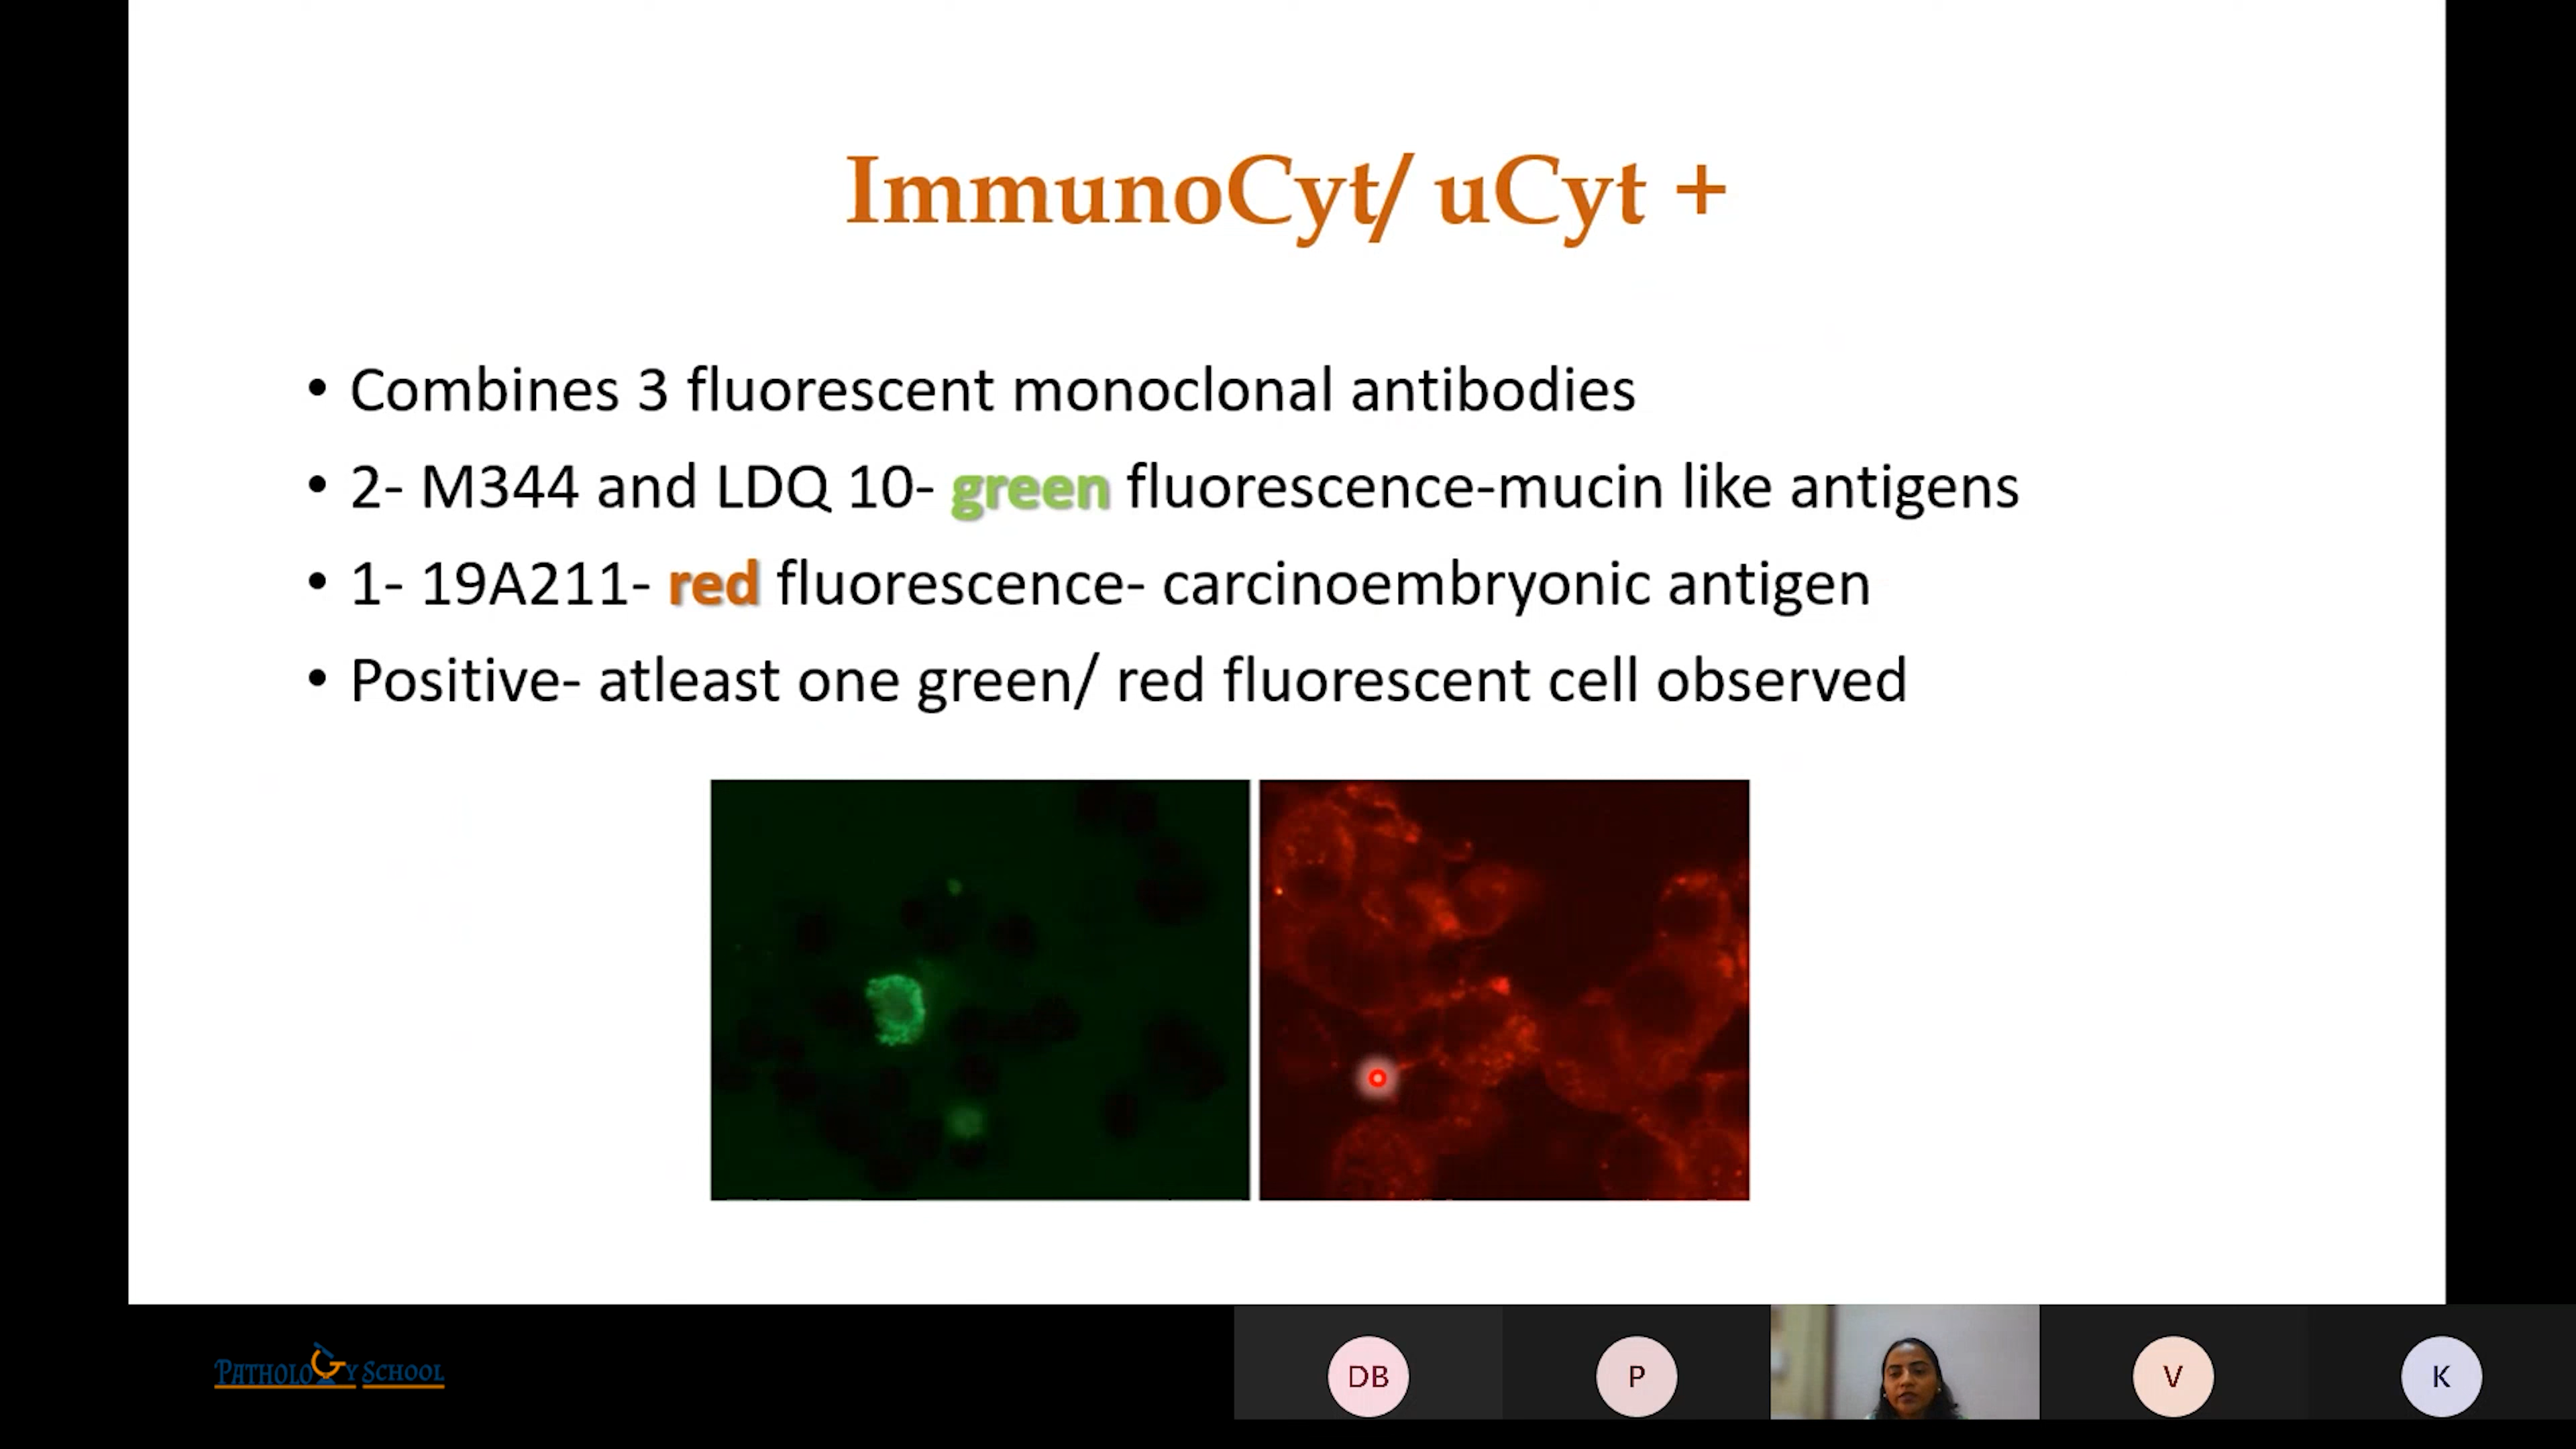 ImmunoCyt/ uCyt +
• Combines 3 fluorescent monoclonal antibodies
• 2- M344 and LDQ 10- green fluorescence-mucin like antigens
• 1- 19A211- red fluorescence- carcinoembryonic antigen
• Positive- atleast one green/ red fluorescent cell observed
PATHOLOGY SCHOOL
DB
P
V
K